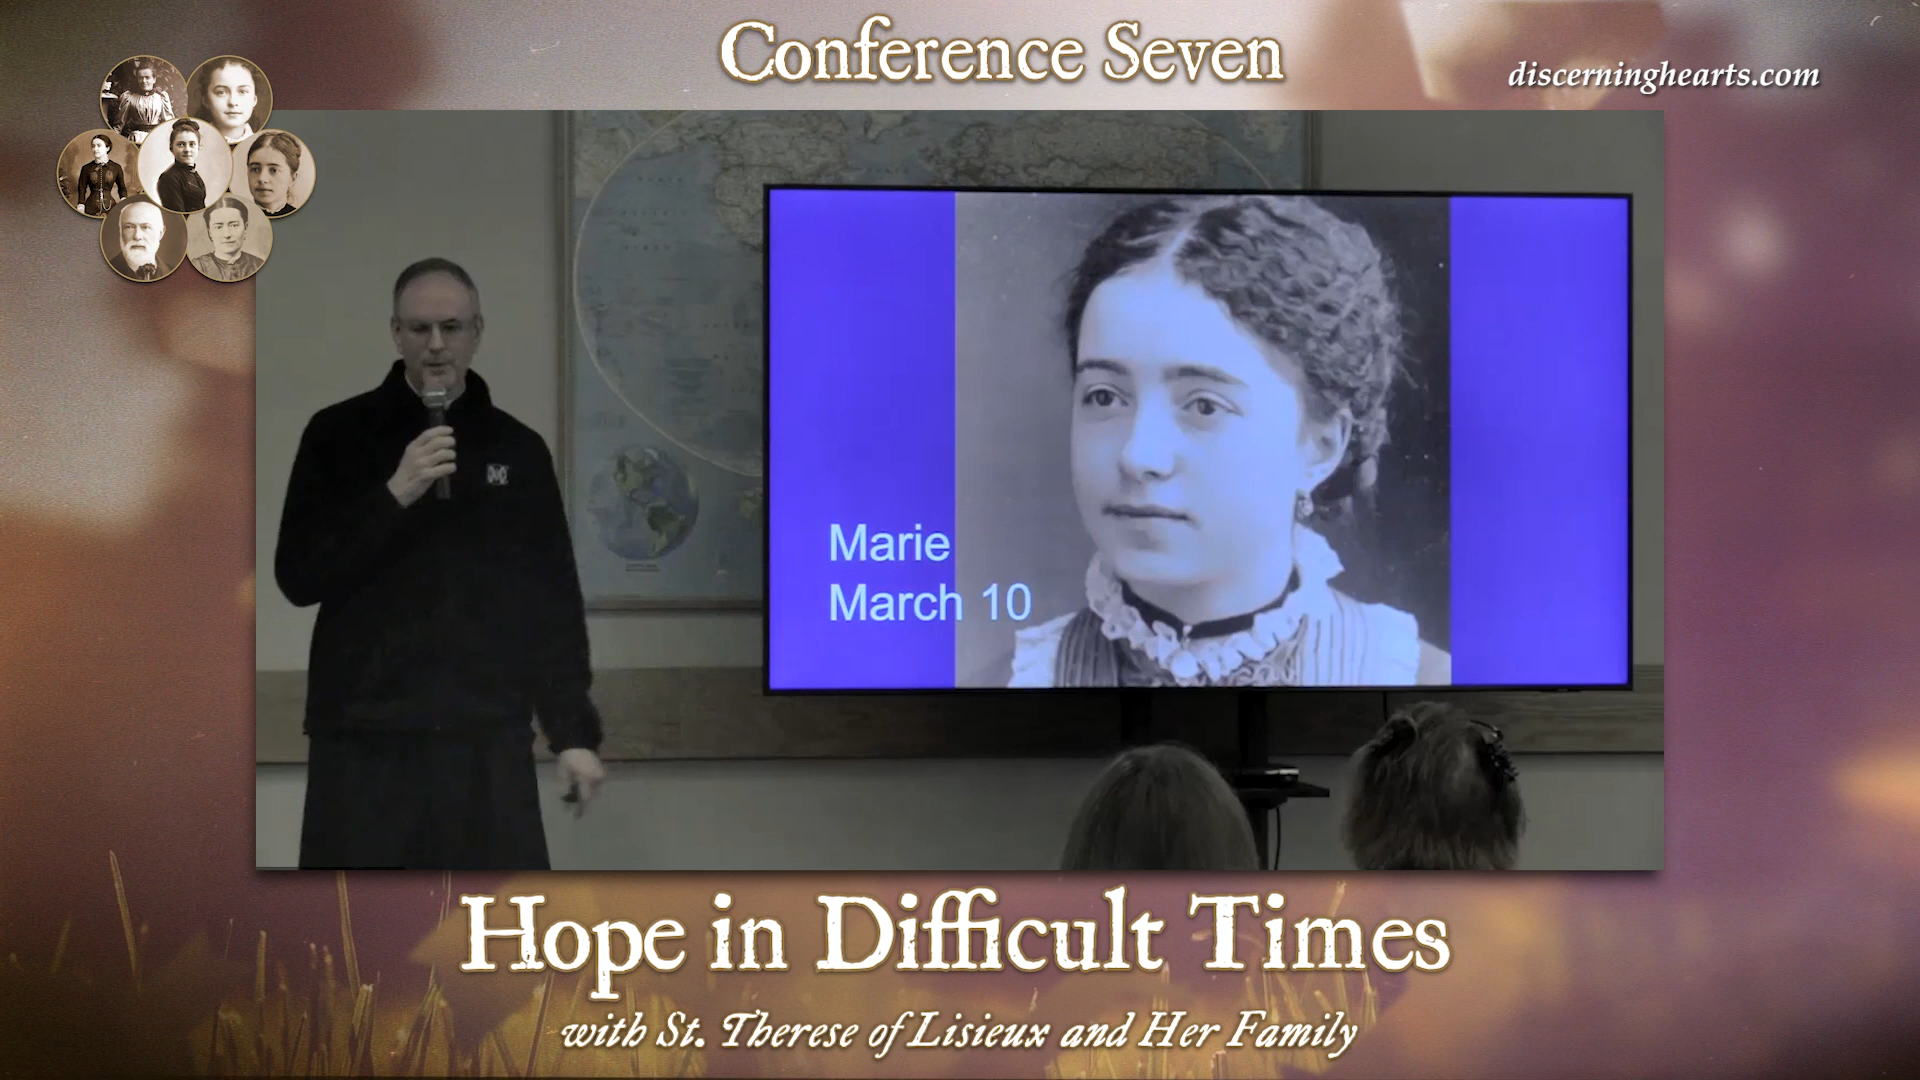 Conference Seven
discerninghearts.com
Marie
March 10
Hope in Difficult Times
with St. Therese of Lisieux and Her Family